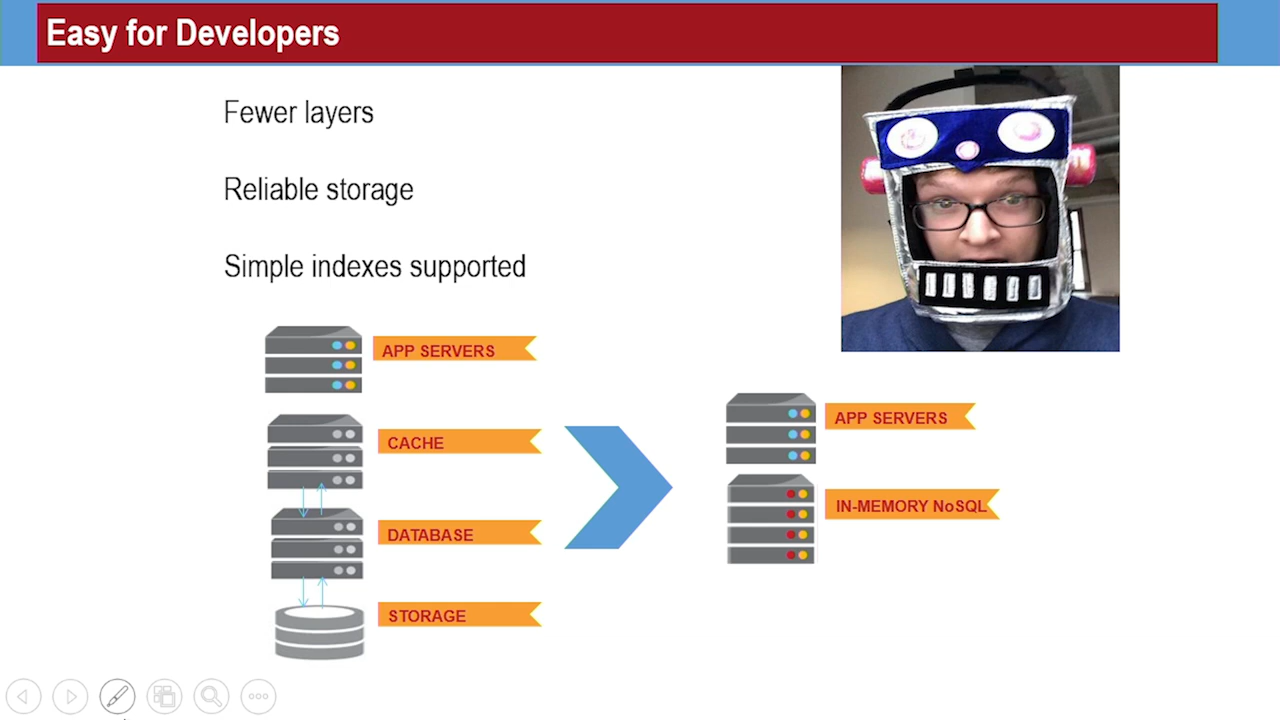 Easy for Developers
Fewer layers
Reliable storage
Simple indexes supported
APP SERVERS
CACHE
DATABASE
STORAGE
APP SERVERS
IN-MEMORY NoSQL